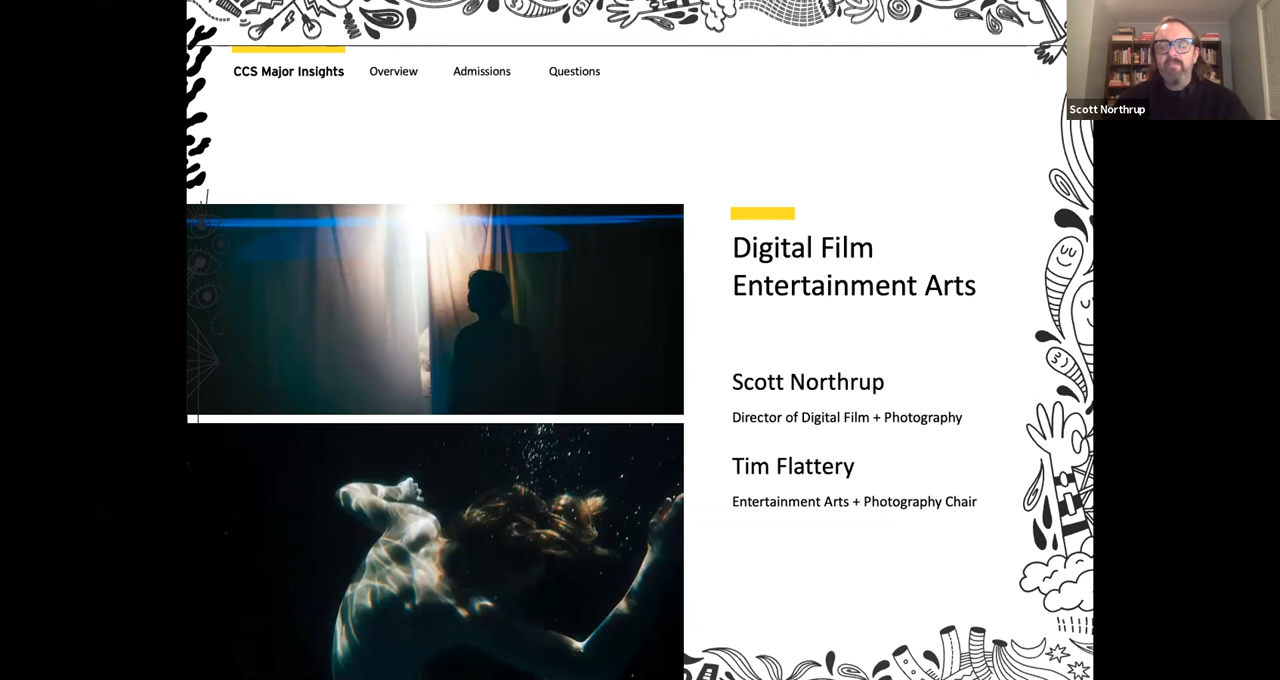 CCS Major Insights
Overview
Admissions
Questions
Scott Northrup
Digital Film
Entertainment Arts
Scott Northrup
Director of Digital Film + Photography
Tim Flattery
Entertainment Arts + Photography Chair